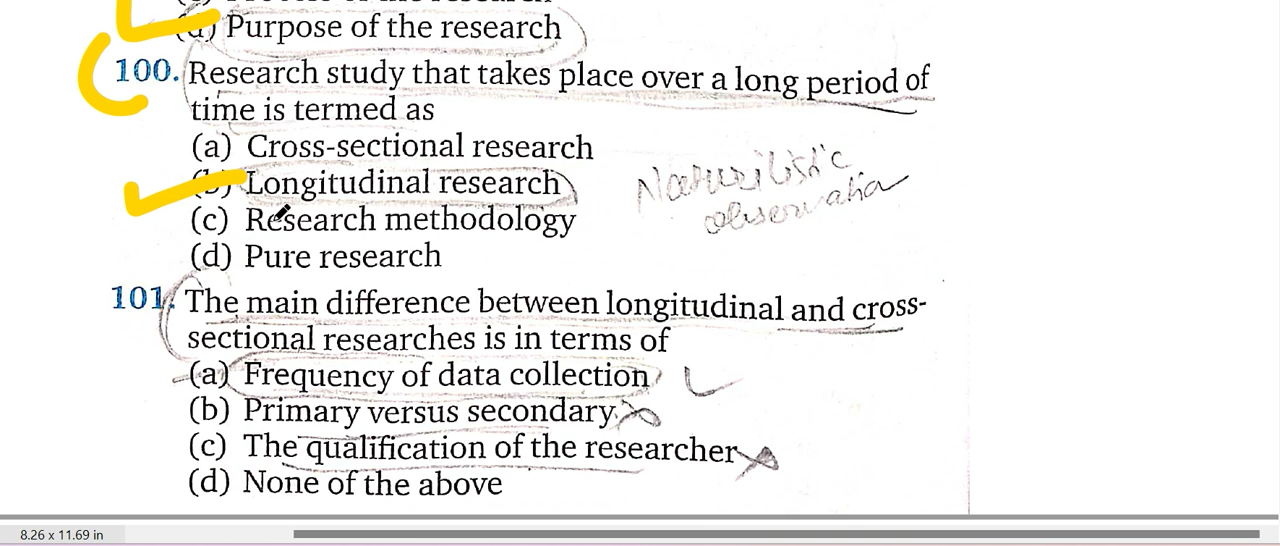 (d) Purpose of the research
100. Research study that takes place over a long period of
time is termed as
(a) Cross-sectional research
(b) Longitudinal research
Naturilistic
observation
(c) Research methodology
(d) Pure research
101. The main difference between longitudinal and cross-
sectional researches is in terms of
(a) Frequency of data collection
(b) Primary versus secondary
(c) The qualification of the researcher
(d) None of the above
8.26 x 11.69 in